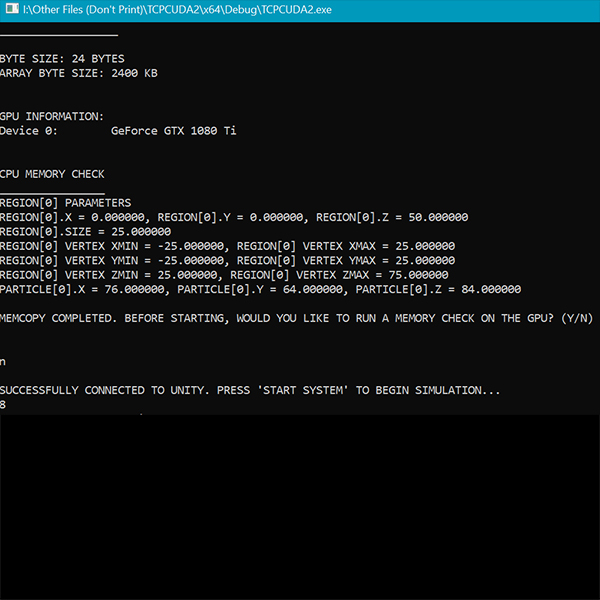 I:\Other Files (Don't Print)\TCPCUDA2\x64\Debug\TCPCUDA2.exe
BYTE SIZE: 24 BYTES
ARRAY BYTE SIZE: 2400 KB
GPU INFORMATION:
Device 0: GeForce GTX 1080 Ti
CPU MEMORY CHECK
REGION[0] PARAMETERS
REGION[0].X = 0.000000, REGION[0].Y = 0.000000, REGION[0].Z = 50.000000
REGION[0].SIZE = 25.000000
REGION[0] VERTEX XMIN = -25.000000, REGION[0] VERTEX XMAX = 25.000000
REGION[0] VERTEX YMIN = -25.000000, REGION[0] VERTEX YMAX = 25.000000
REGION[0] VERTEX ZMIN = 25.000000, REGION[0] VERTEX ZMAX = 75.000000
PARTICLE[0].X = 76.000000, PARTICLE[0].Y = 64.000000, PARTICLE[0].Z = 84.000000
MEMCOPY COMPLETED. BEFORE STARTING, WOULD YOU LIKE TO RUN A MEMORY CHECK ON THE GPU? (Y/N)
n
SUCCESSFULLY CONNECTED TO UNITY. PRESS 'START SYSTEM' TO BEGIN SIMULATION...
8